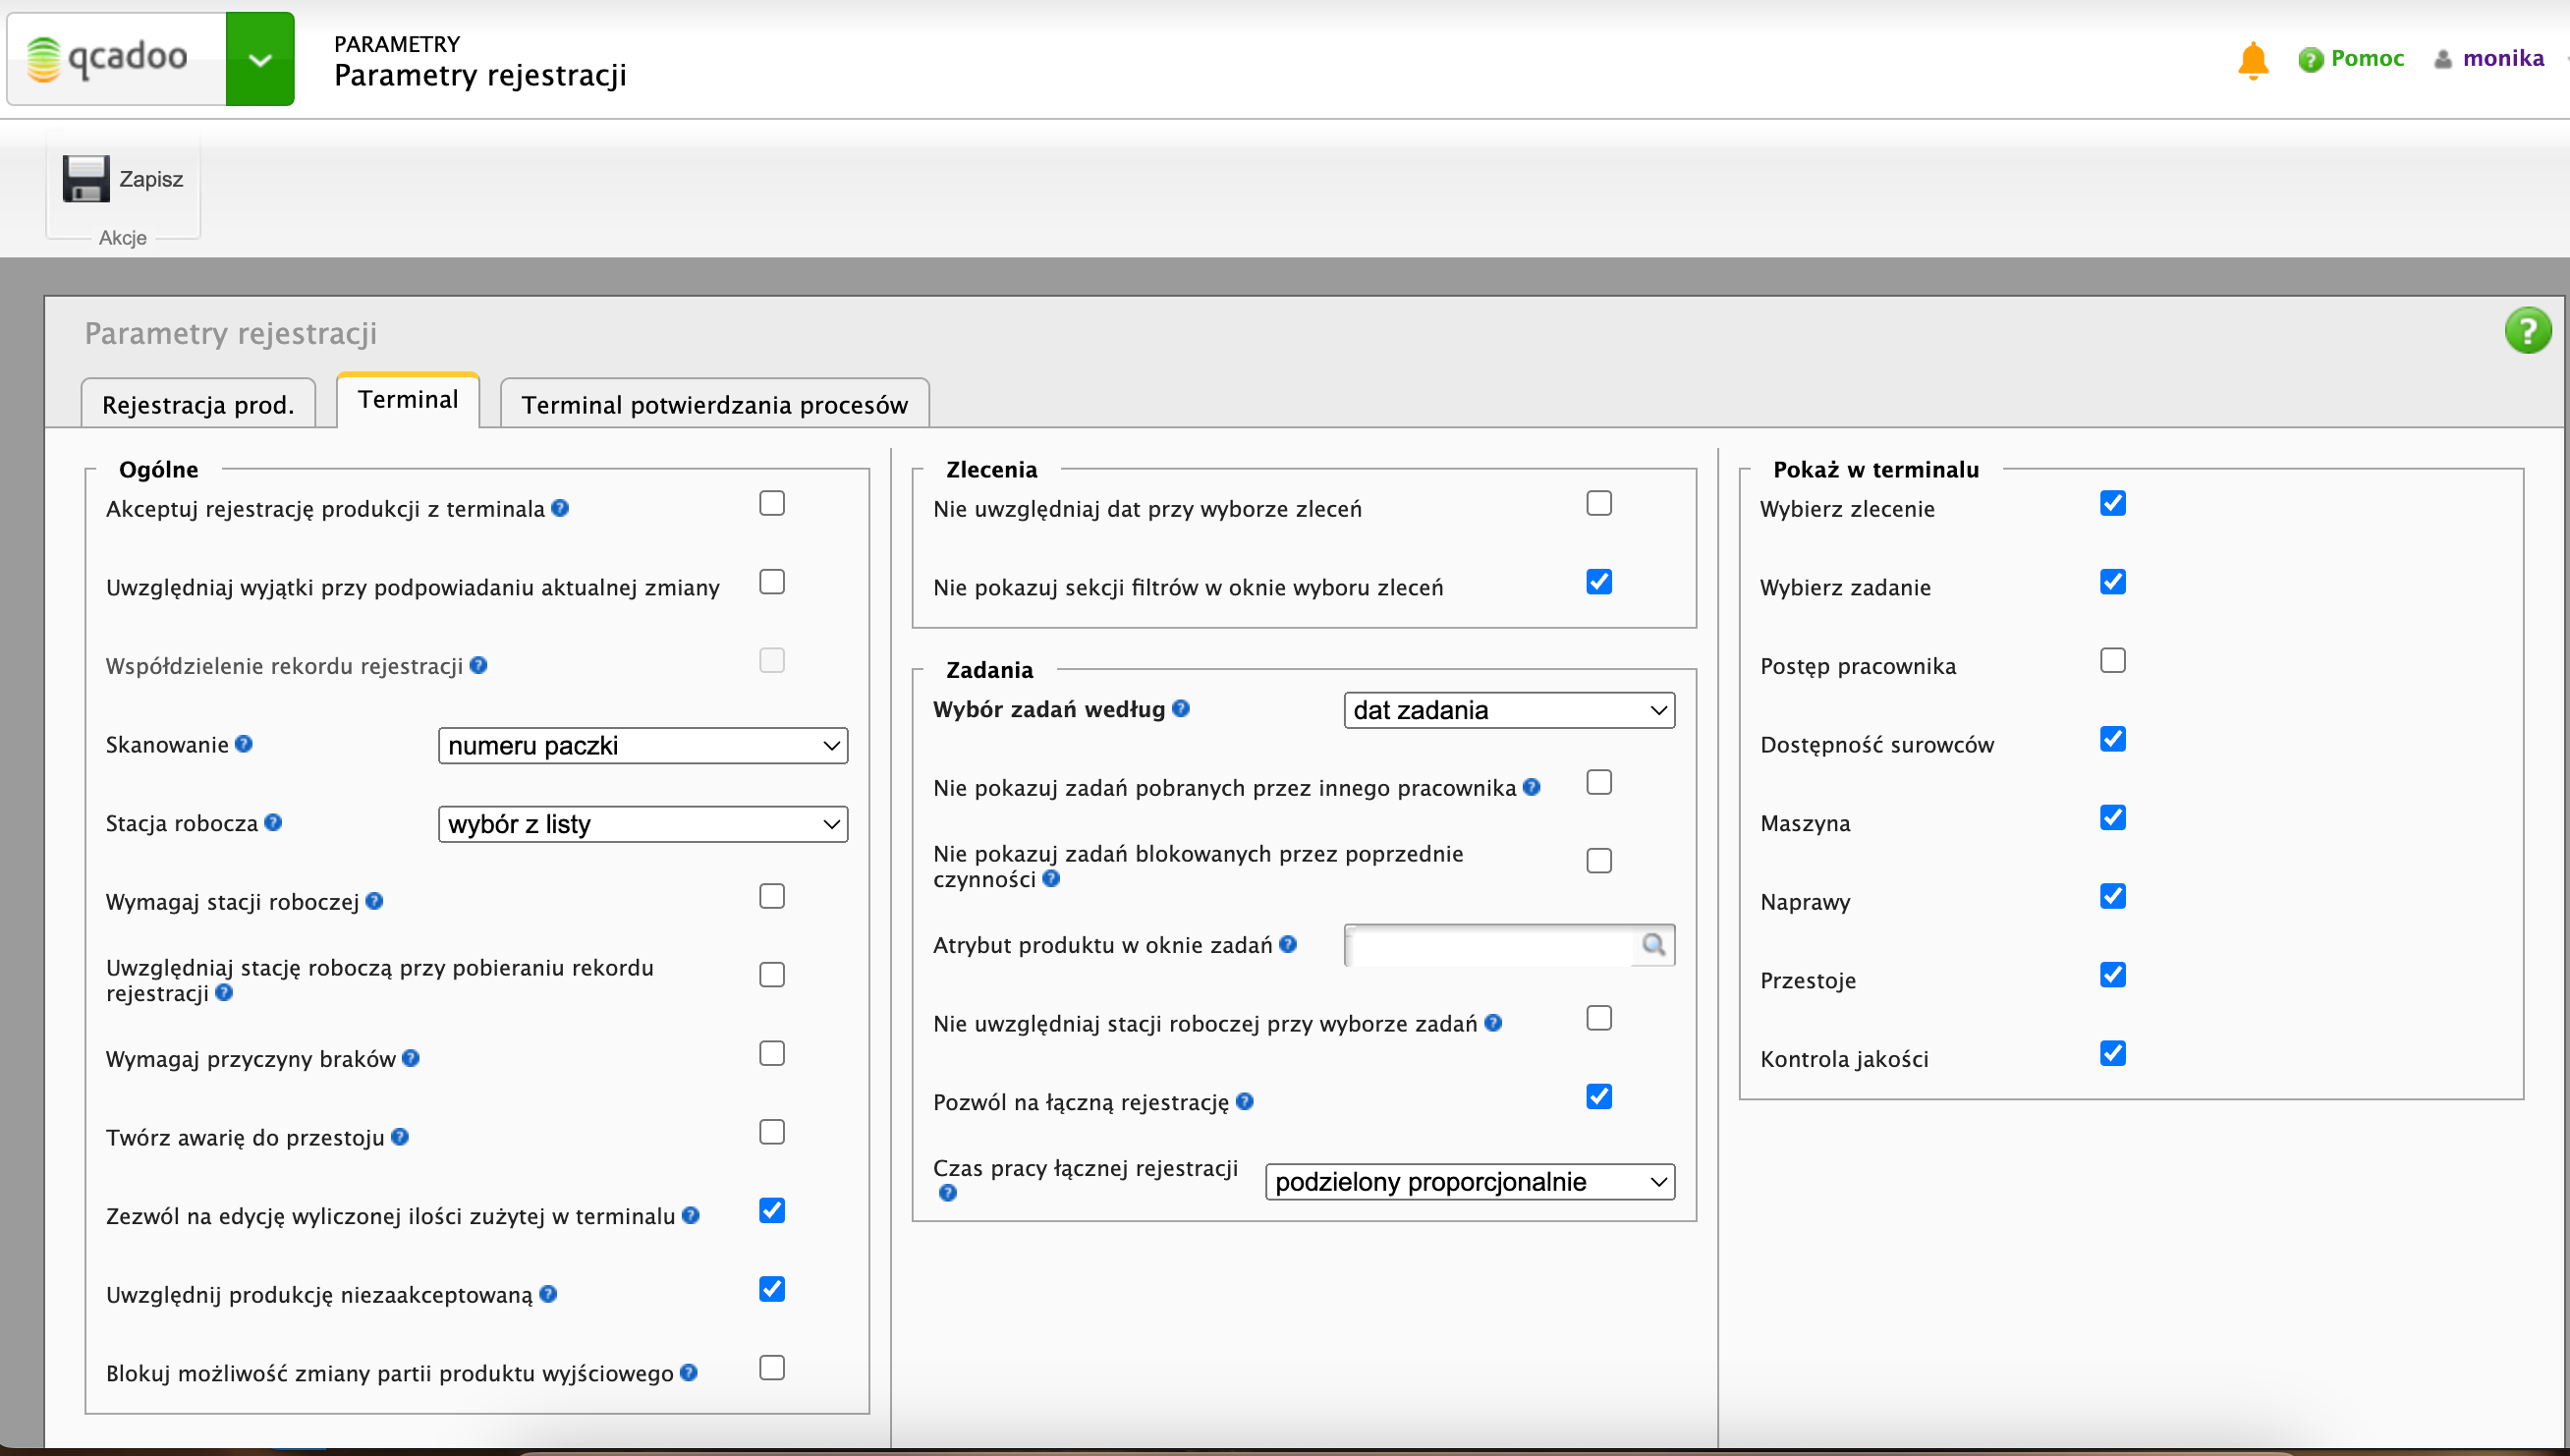 qcadoo
PARAMETRY
Parametry rejestracji
Pomoc
monika
Zapisz
Akcje
Parametry rejestracji
Rejestracja prod.
Terminal
Terminal potwierdzania procesów
Ogólne
Akceptuj rejestrację produkcji z terminala
Uwzględniaj wyjątki przy podpowiadaniu aktualnej zmiany
Współdzielenie rekordu rejestracji
Skanowanie
numeru paczki
Stacja robocza
wybór z listy
Wymagaj stacji roboczej
Uwzględniaj stację roboczą przy pobieraniu rekordu
rejestracji
Wymagaj przyczyny braków
Twórz awarię do przestoju
Zezwól na edycję wyliczonej ilości zużytej w terminalu
Uwzględnij produkcję niezaakceptowaną
Blokuj możliwość zmiany partii produktu wyjściowego
Zlecenia
Nie uwzględniaj dat przy wyborze zleceń
Nie pokazuj sekcji filtrów w oknie wyboru zleceń
Zadania
Wybór zadań według
dat zadania
Nie pokazuj zadań pobranych przez innego pracownika
Nie pokazuj zadań blokowanych przez poprzednie
czynności
Atrybut produktu w oknie zadań
Nie uwzględniaj stacji roboczej przy wyborze zadań
Pozwól na łączną rejestrację
Czas pracy łącznej rejestracji
podzielony proporcjonalnie
Pokaż w terminalu
Wybierz zlecenie
Wybierz zadanie
Postęp pracownika
Dostępność surowców
Maszyna
Naprawy
Przestoje
Kontrola jakości